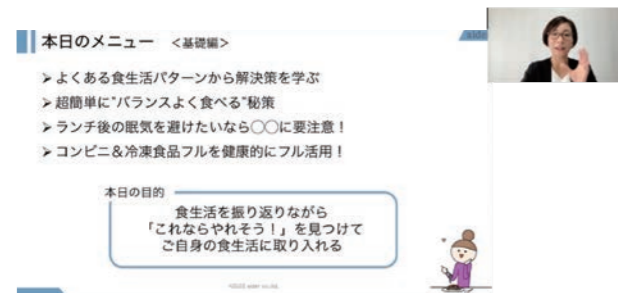 本日のメニュー <基礎編>
➤よくある食生活パターンから解決策を学ぶ
➤超簡単に"バランスよく食べる"秘策
➤ランチ後の眠気を避けたいなら◯◯に要注意！
➤コンビニ&冷凍食品フルを健康的にフル活用！
本日の目的
食生活を振り返りながら
「これならやれそう！」を見つけて
ご自身の食生活に取り入れる